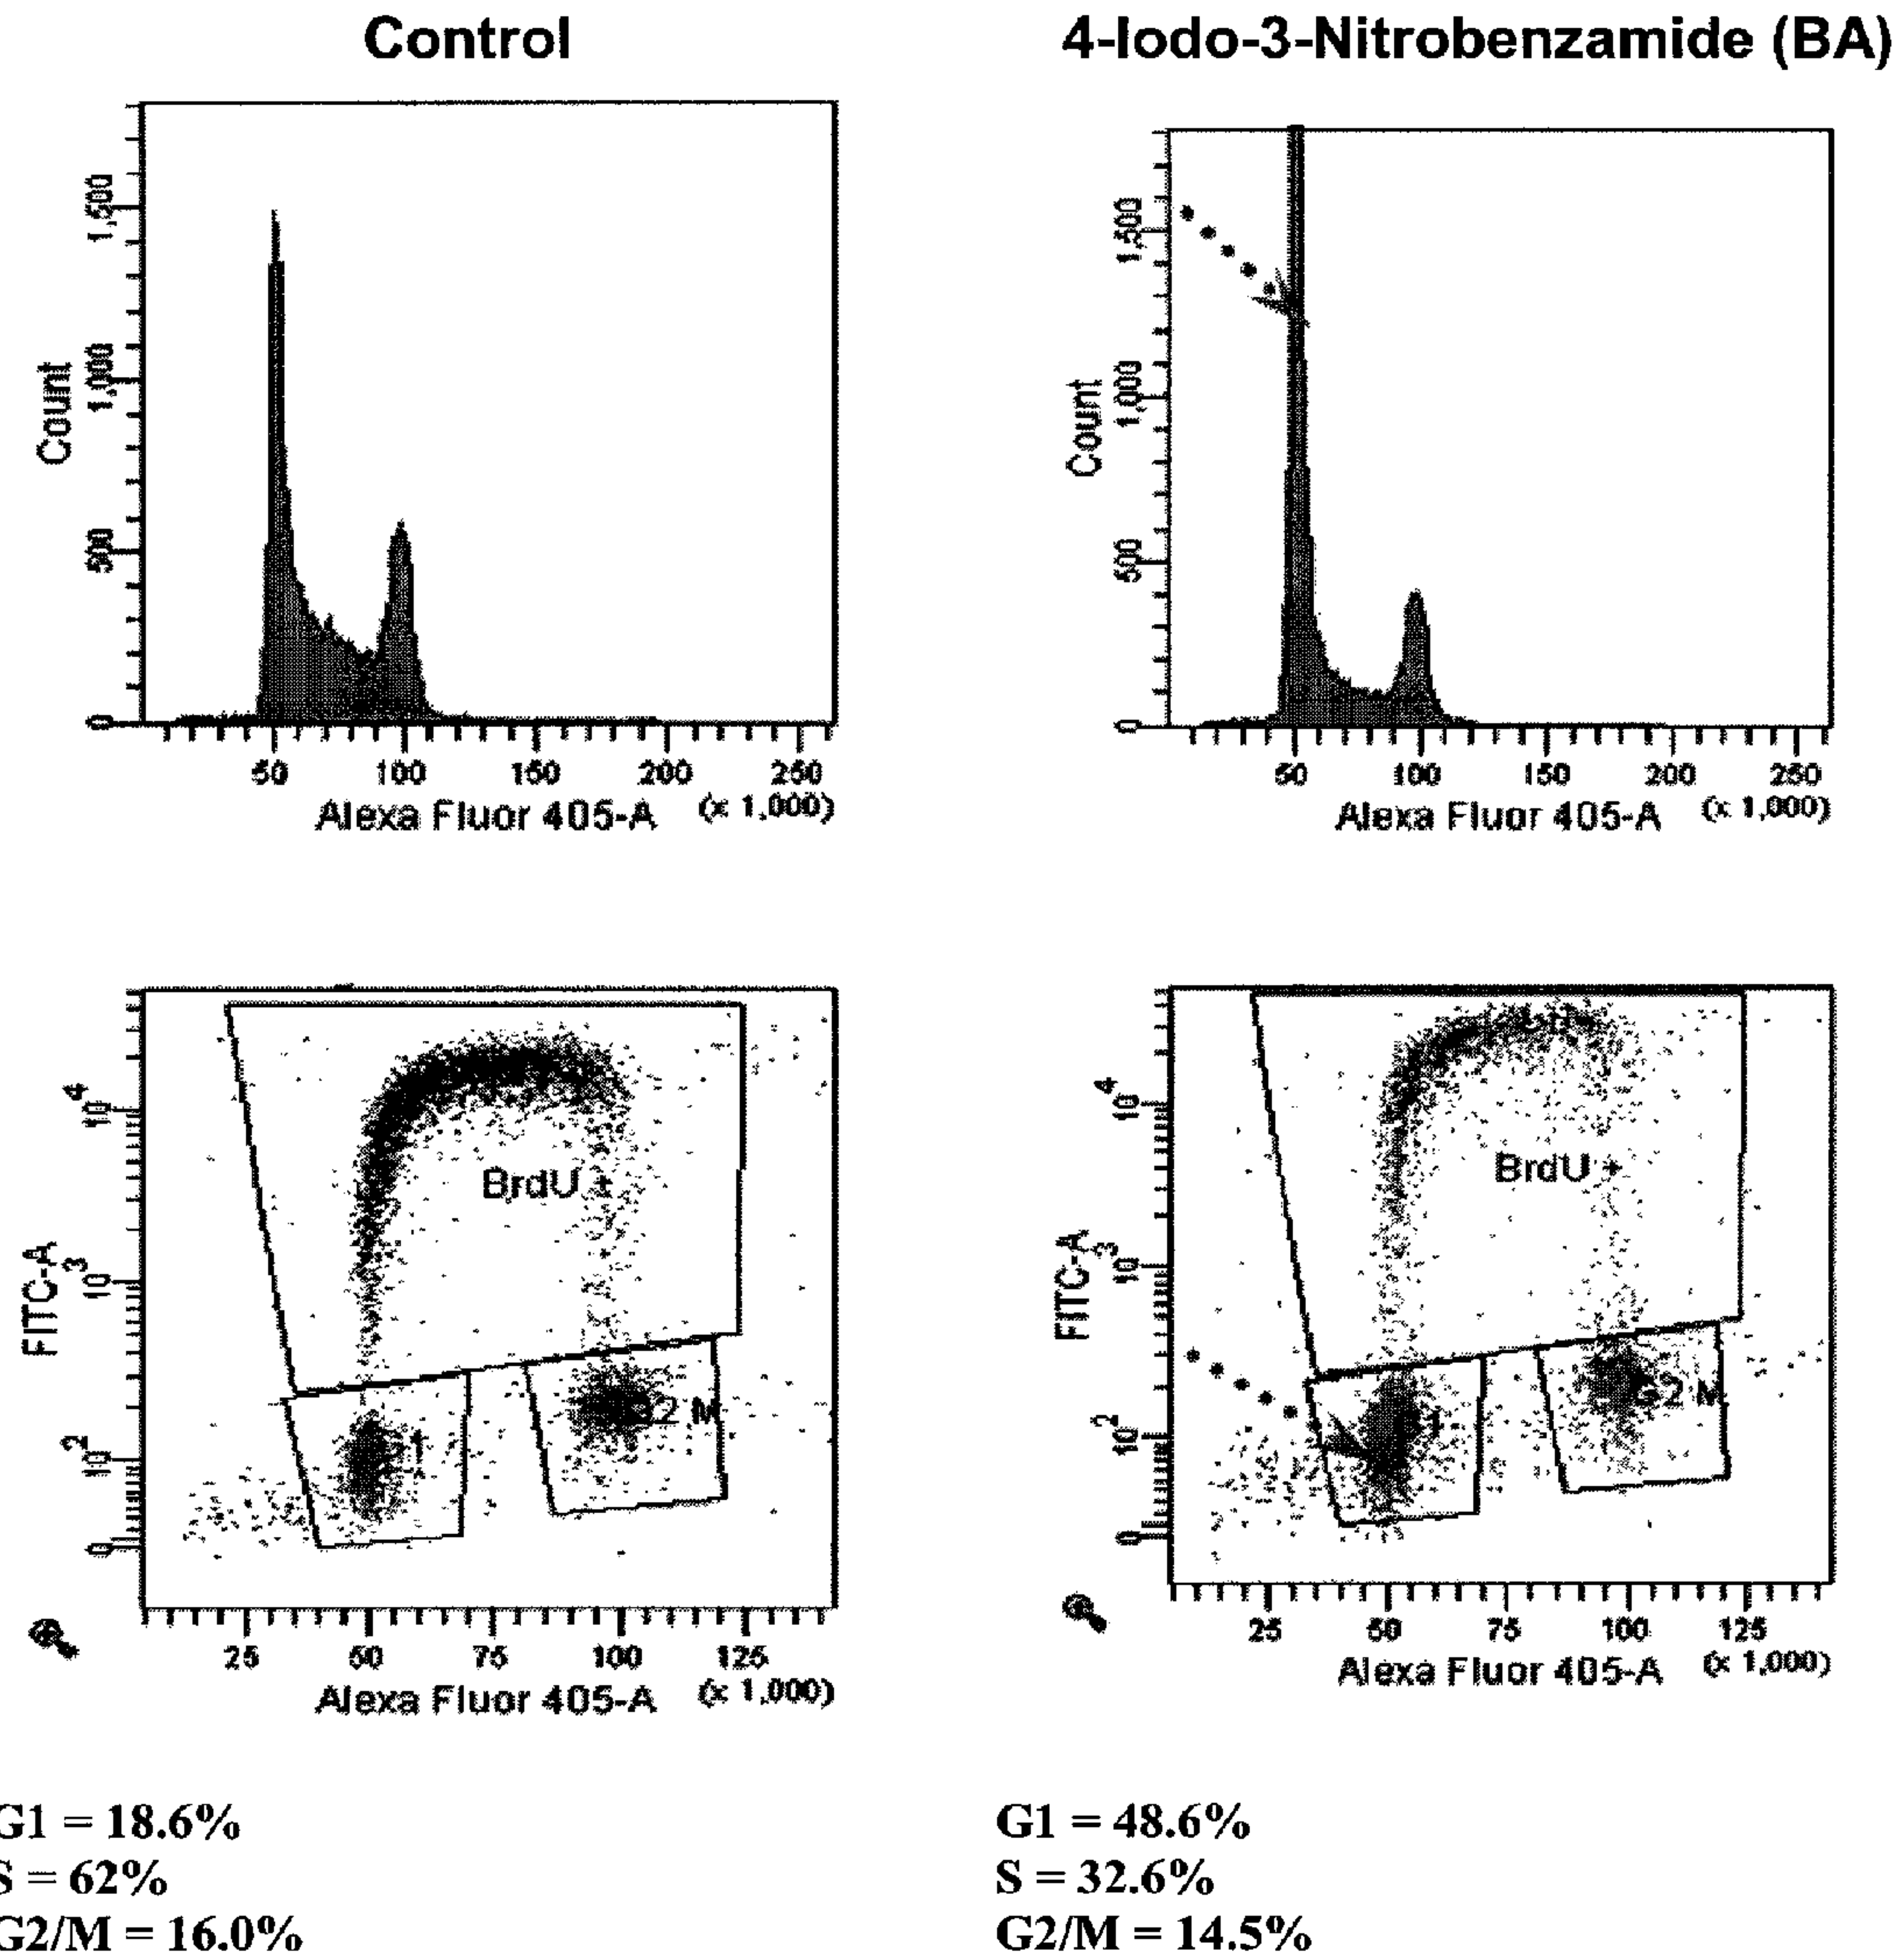 Control
4-Iodo-3-Nitrobenzamide (BA)
Count
1,500
1,000
500
0
50 100 150 200 250
Alexa Fluor 405-A (x 1,000)
Count
1,500
1,000
500
0
50 100 150 200 250
Alexa Fluor 405-A (x 1,000)
FITC-A
10^4
10^3
10^2
0
BrdU +
G2 M
25 50 75 100 125
Alexa Fluor 405-A (x 1,000)
FITC-A
10^4
10^3
10^2
0
BrdU +
G2 M
25 50 75 100 125
Alexa Fluor 405-A (x 1,000)
G1 = 18.6%
S = 62%
G2/M = 16.0%
G1 = 48.6%
S = 32.6%
G2/M = 14.5%